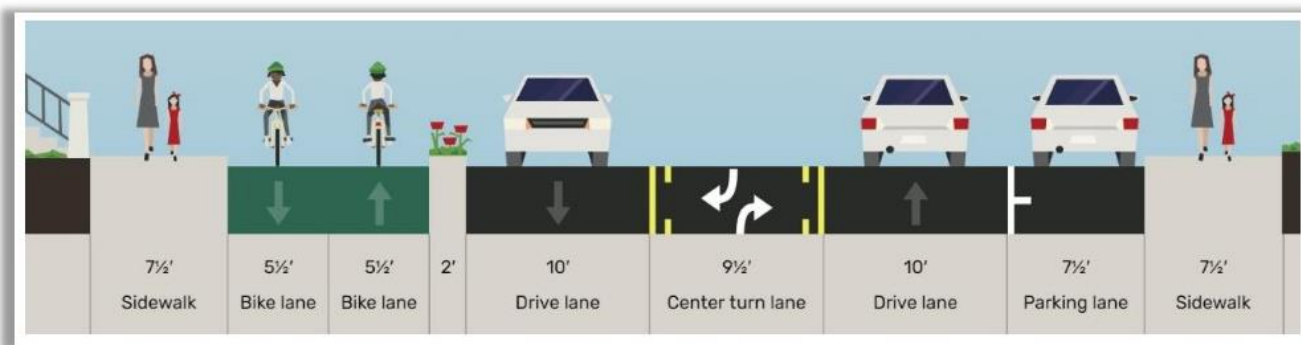 7½' 5½' 5½' 2' 10' 9½' 10' 7½' 7½'
Sidewalk Bike lane Bike lane Drive lane Center turn lane Drive lane Parking lane Sidewalk